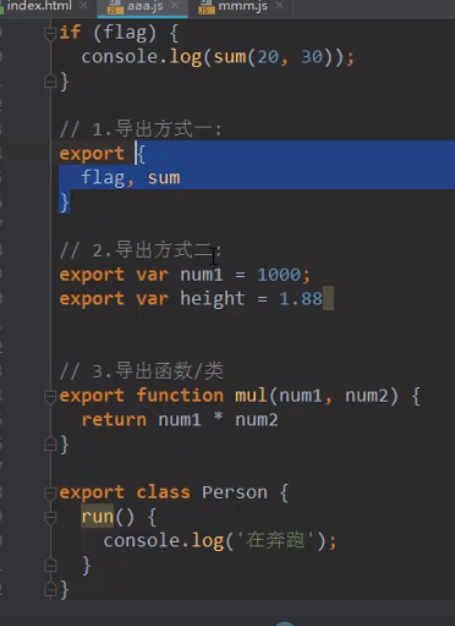 index.html aaa.js mmm.js
if (flag) {
  console.log(sum(20, 30));
}
// 1.导出方式一:
export {
  flag, sum
}
// 2.导出方式二:
export var num1 = 1000;
export var height = 1.88
// 3.导出函数/类
export function mul(num1, num2) {
  return num1 * num2
}
export class Person {
  run() {
    console.log('在奔跑');
  }
}